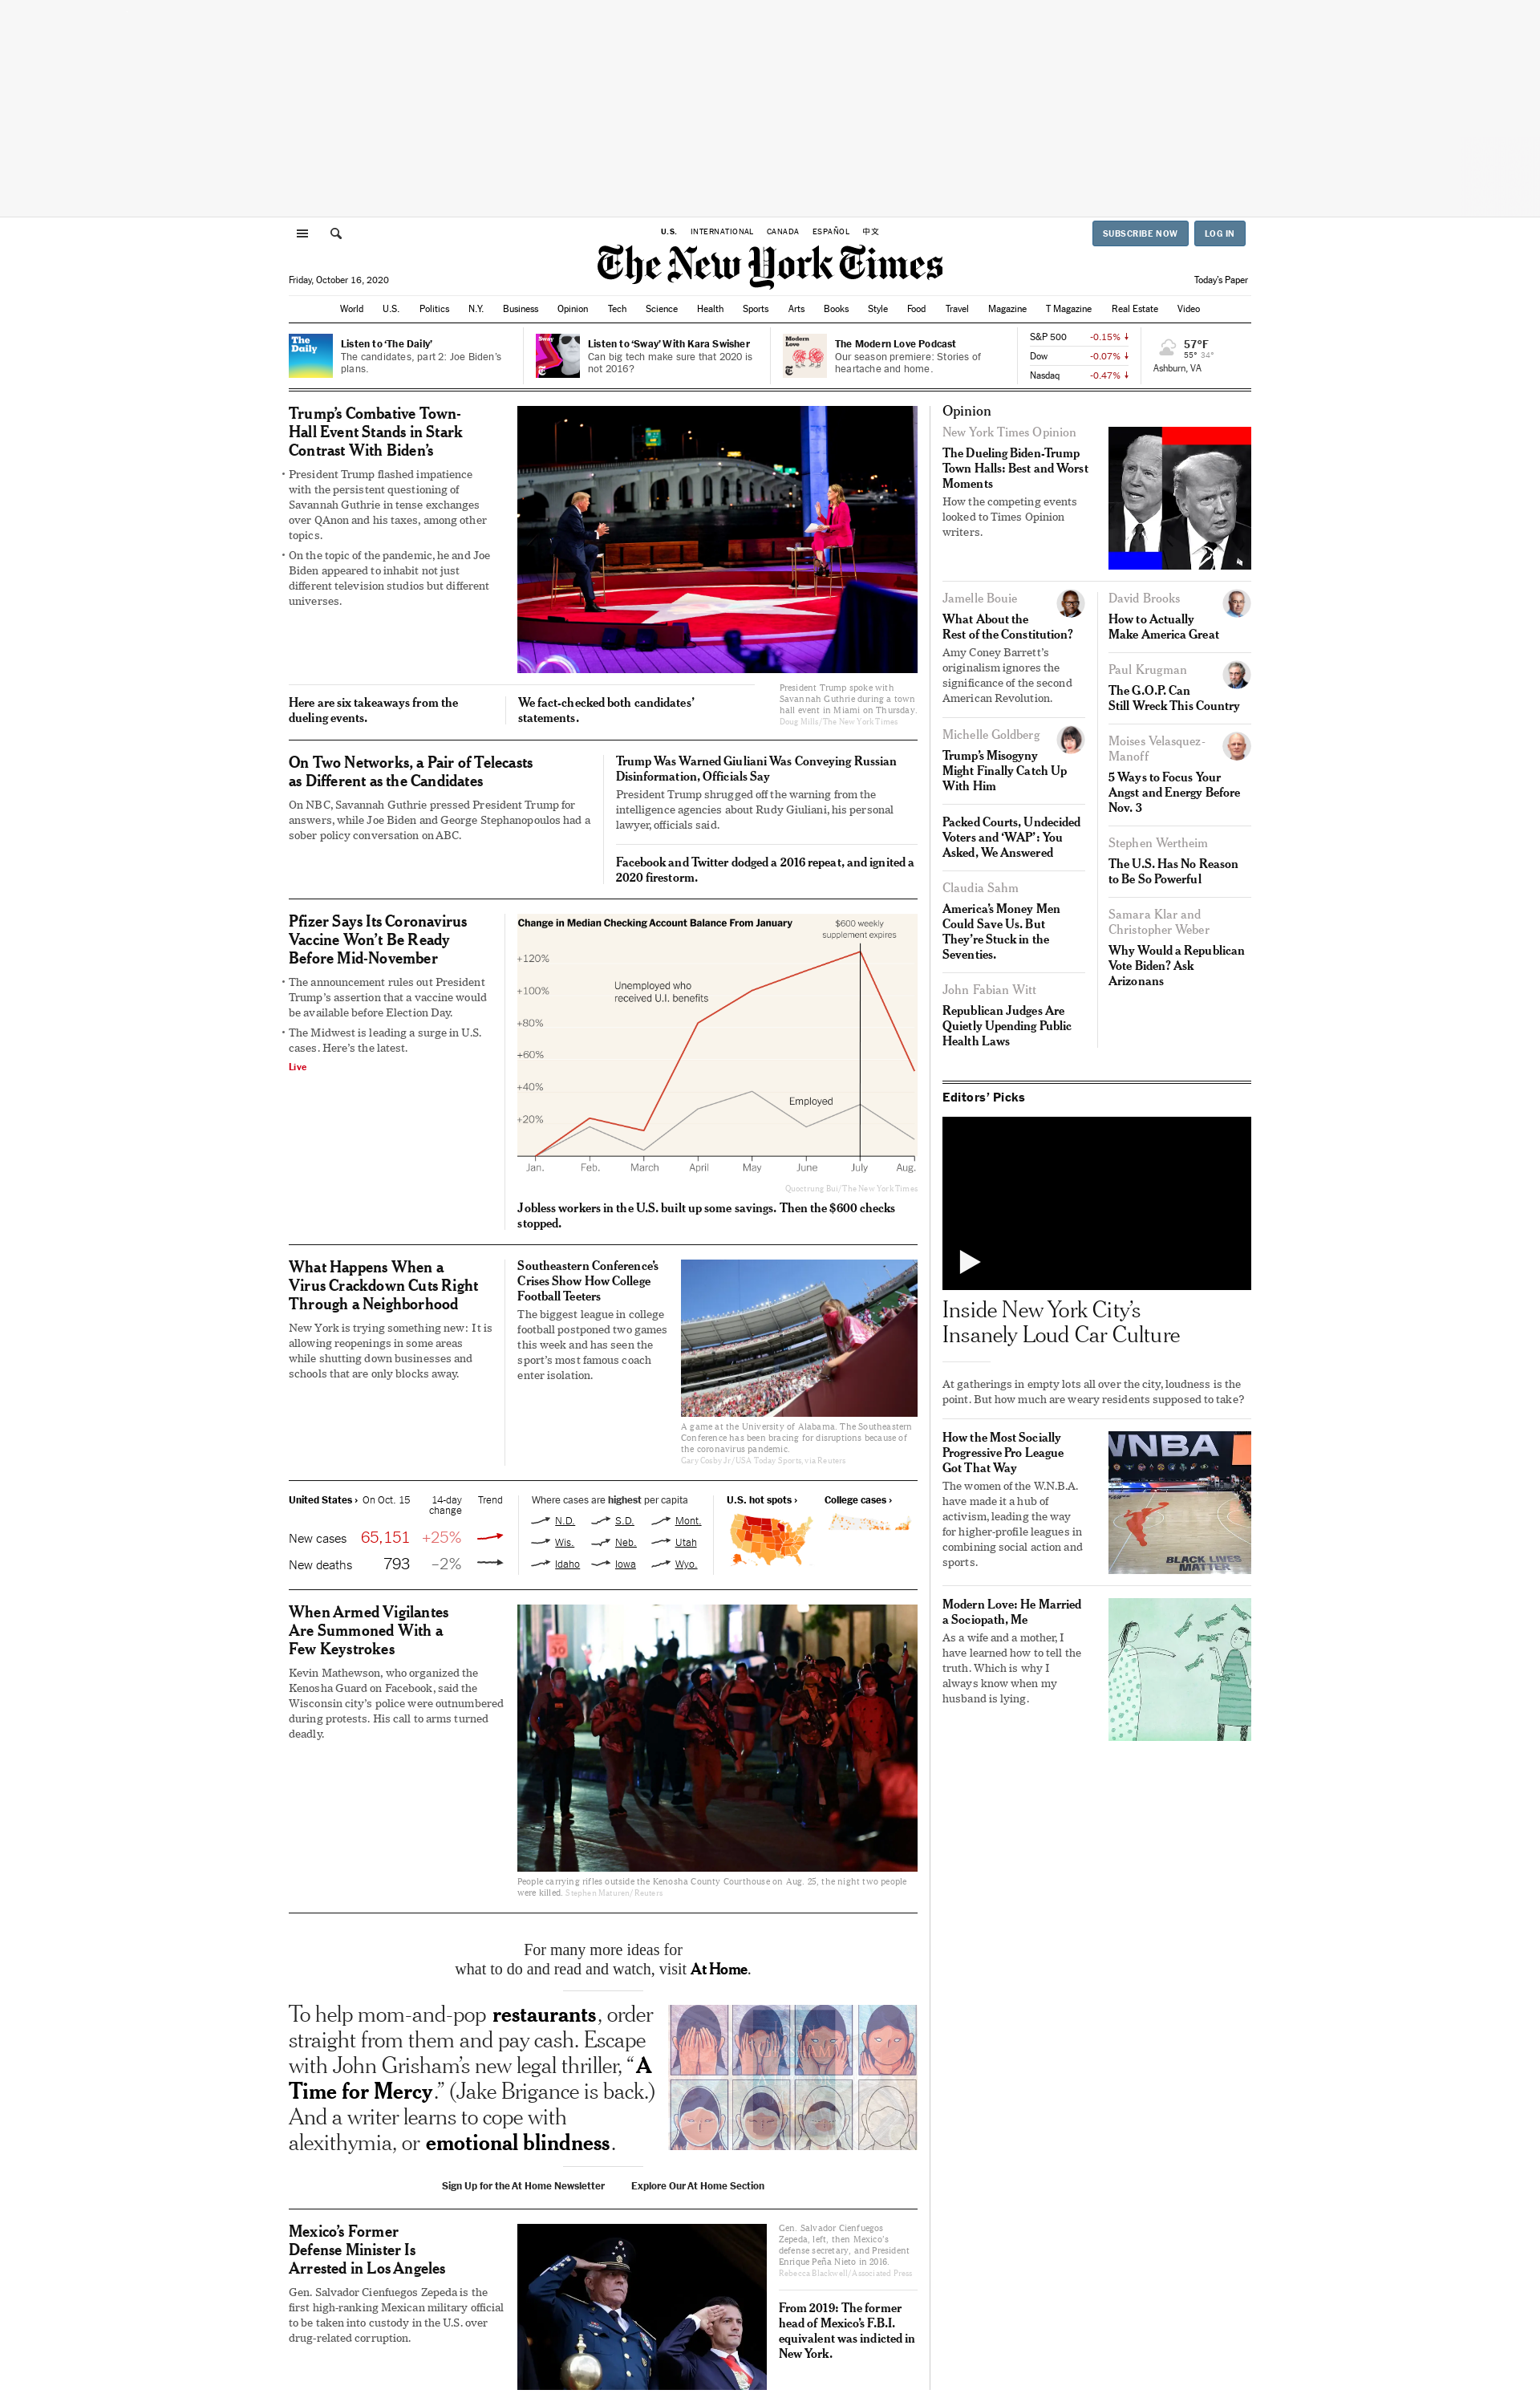 U.S. INTERNATIONAL CANADA ESPAÑOL 中文
SUBSCRIBE NOW LOG IN
The New York Times
Friday, October 16, 2020
Today's Paper
World U.S. Politics N.Y. Business Opinion Tech Science Health Sports Arts Books Style Food Travel Magazine T Magazine Real Estate Video
The
Daily
Listen to ‘The Daily’
The candidates, part 2: Joe Biden’s
plans.
Sway
Listen to ‘Sway’ With Kara Swisher
Can big tech make sure that 2020 is
not 2016?
Modern
Love
The Modern Love Podcast
Our season premiere: Stories of
heartache and home.
S&P 500 -0.15%
Dow -0.07%
Nasdaq -0.47%
57°F
55° 34°
Ashburn, VA
Trump’s Combative Town-
Hall Event Stands in Stark
Contrast With Biden’s
• President Trump flashed impatience
with the persistent questioning of
Savannah Guthrie in tense exchanges
over QAnon and his taxes, among other
topics.
• On the topic of the pandemic, he and Joe
Biden appeared to inhabit not just
different television studios but different
universes.
President Trump spoke with
Savannah Guthrie during a town
hall event in Miami on Thursday.
Doug Mills/The New York Times
Here are six takeaways from the
dueling events.
We fact-checked both candidates’
statements.
On Two Networks, a Pair of Telecasts
as Different as the Candidates
On NBC, Savannah Guthrie pressed President Trump for
answers, while Joe Biden and George Stephanopoulos had a
sober policy conversation on ABC.
Trump Was Warned Giuliani Was Conveying Russian
Disinformation, Officials Say
President Trump shrugged off the warning from the
intelligence agencies about Rudy Giuliani, his personal
lawyer, officials said.
Facebook and Twitter dodged a 2016 repeat, and ignited a
2020 firestorm.
Pfizer Says Its Coronavirus
Vaccine Won’t Be Ready
Before Mid-November
• The announcement rules out President
Trump’s assertion that a vaccine would
be available before Election Day.
• The Midwest is leading a surge in U.S.
cases. Here’s the latest.
Live
Change in Median Checking Account Balance From January
$600 weekly
supplement expires
+120%
+100%
+80%
+60%
+40%
+20%
Unemployed who
received U.I. benefits
Employed
Jan. Feb. March April May June July Aug.
Quoctrung Bui/The New York Times
Jobless workers in the U.S. built up some savings. Then the $600 checks
stopped.
What Happens When a
Virus Crackdown Cuts Right
Through a Neighborhood
New York is trying something new: It is
allowing reopenings in some areas
while shutting down businesses and
schools that are only blocks away.
Southeastern Conference’s
Crises Show How College
Football Teeters
The biggest league in college
football postponed two games
this week and has seen the
sport’s most famous coach
enter isolation.
A game at the University of Alabama. The Southeastern
Conference has been bracing for disruptions because of
the coronavirus pandemic.
Gary Cosby Jr/USA Today Sports, via Reuters
United States › On Oct. 15 14-day
change Trend
New cases 65,151 +25%
New deaths 793 –2%
Where cases are highest per capita
N.D. S.D. Mont.
Wis. Neb. Utah
Idaho Iowa Wyo.
U.S. hot spots ›
College cases ›
When Armed Vigilantes
Are Summoned With a
Few Keystrokes
Kevin Mathewson, who organized the
Kenosha Guard on Facebook, said the
Wisconsin city’s police were outnumbered
during protests. His call to arms turned
deadly.
People carrying rifles outside the Kenosha County Courthouse on Aug. 25, the night two people
were killed. Stephen Maturen/Reuters
For many more ideas for
what to do and read and watch, visit At Home.
To help mom-and-pop restaurants, order
straight from them and pay cash. Escape
with John Grisham’s new legal thriller, “A
Time for Mercy.” (Jake Brigance is back.)
And a writer learns to cope with
alexithymia, or emotional blindness.
Sign Up for the At Home Newsletter Explore Our At Home Section
Mexico’s Former
Defense Minister Is
Arrested in Los Angeles
Gen. Salvador Cienfuegos Zepeda is the
first high-ranking Mexican military official
to be taken into custody in the U.S. over
drug-related corruption.
Gen. Salvador Cienfuegos
Zepeda, left, then Mexico’s
defense secretary, and President
Enrique Peña Nieto in 2016.
Rebecca Blackwell/Associated Press
From 2019: The former
head of Mexico’s F.B.I.
equivalent was indicted in
New York.
Opinion
New York Times Opinion
The Dueling Biden-Trump
Town Halls: Best and Worst
Moments
How the competing events
looked to Times Opinion
writers.
Jamelle Bouie
What About the
Rest of the Constitution?
Amy Coney Barrett’s
originalism ignores the
significance of the second
American Revolution.
Michelle Goldberg
Trump’s Misogyny
Might Finally Catch Up
With Him
Packed Courts, Undecided
Voters and ‘WAP’: You
Asked, We Answered
Claudia Sahm
America’s Money Men
Could Save Us. But
They’re Stuck in the
Seventies.
John Fabian Witt
Republican Judges Are
Quietly Upending Public
Health Laws
David Brooks
How to Actually
Make America Great
Paul Krugman
The G.O.P. Can
Still Wreck This Country
Moises Velasquez-
Manoff
5 Ways to Focus Your
Angst and Energy Before
Nov. 3
Stephen Wertheim
The U.S. Has No Reason
to Be So Powerful
Samara Klar and
Christopher Weber
Why Would a Republican
Vote Biden? Ask
Arizonans
Editors’ Picks
Inside New York City’s
Insanely Loud Car Culture
At gatherings in empty lots all over the city, loudness is the
point. But how much are weary residents supposed to take?
How the Most Socially
Progressive Pro League
Got That Way
The women of the W.N.B.A.
have made it a hub of
activism, leading the way
for higher-profile leagues in
combining social action and
sports.
WNBA
BLACK LIVES
MATTER
Modern Love: He Married
a Sociopath, Me
As a wife and a mother, I
have learned how to tell the
truth. Which is why I
always know when my
husband is lying.